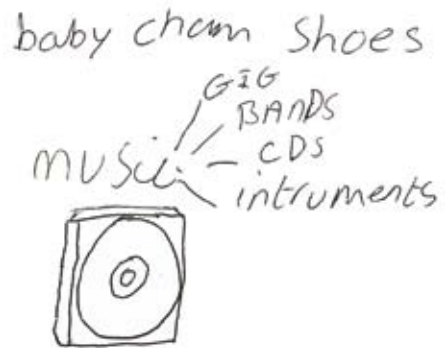 baby cham shoes
GIG
BANDS
music
CDS
intruments